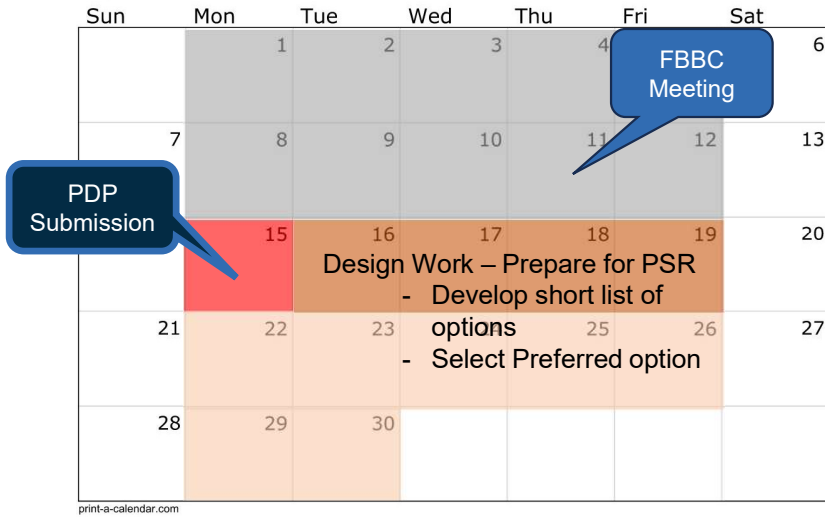 Sun Mon Tue Wed Thu Fri Sat
1 2 3 4 6
FBBC
Meeting
7 8 9 10 11 12 13
PDP
Submission
15 16 17 18 19 20
Design Work – Prepare for PSR
- Develop short list of
options
- Select Preferred option
21 22 23 24 25 26 27
28 29 30
print-a-calendar.com